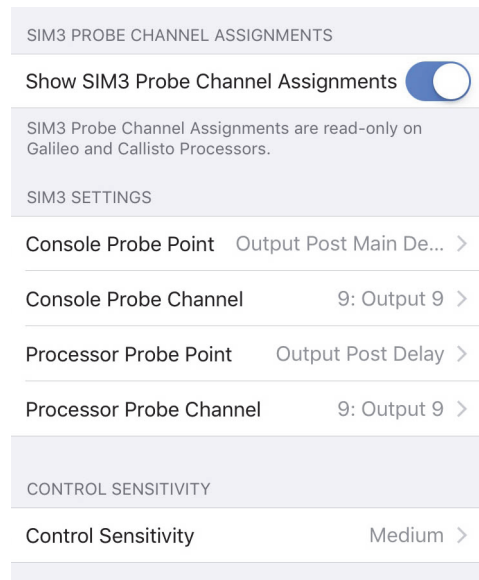 SIM3 PROBE CHANNEL ASSIGNMENTS
Show SIM3 Probe Channel Assignments
SIM3 Probe Channel Assignments are read-only on
Galileo and Callisto Processors.
SIM3 SETTINGS
Console Probe Point Output Post Main De...
Console Probe Channel 9: Output 9
Processor Probe Point Output Post Delay
Processor Probe Channel 9: Output 9
CONTROL SENSITIVITY
Control Sensitivity Medium